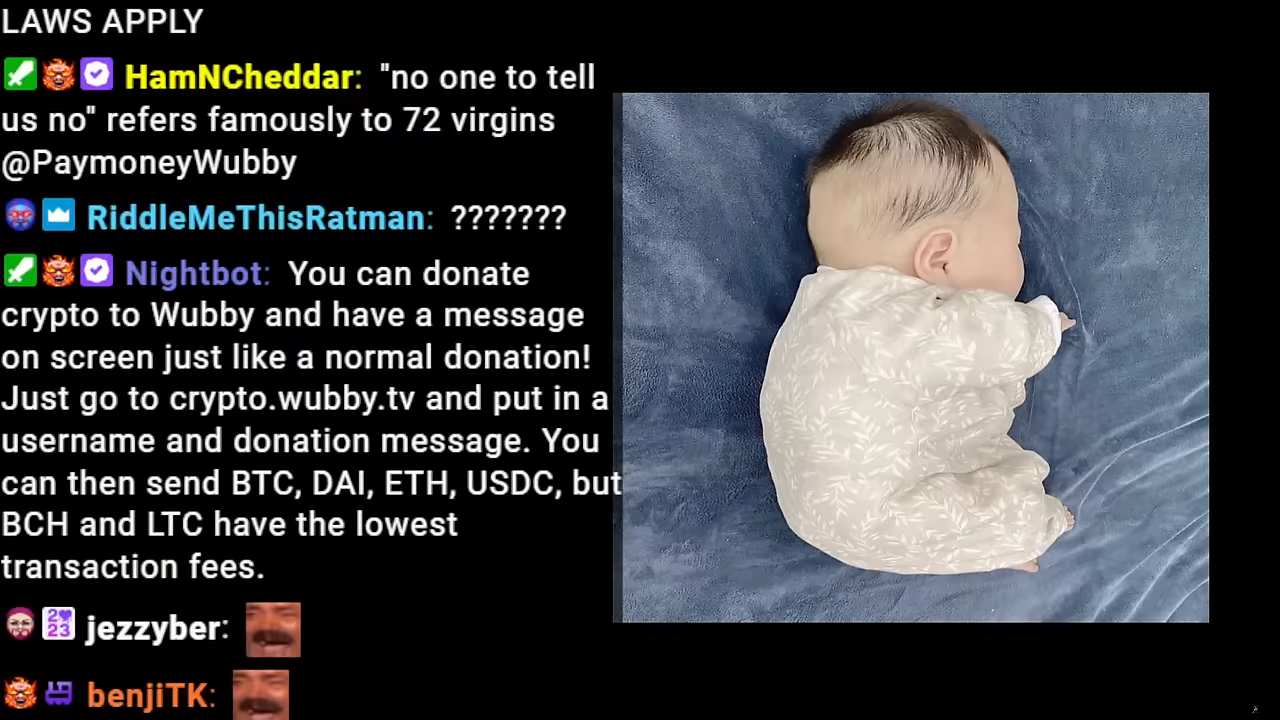 LAWS APPLY
HamNCheddar: "no one to tell
us no" refers famously to 72 virgins
@PaymoneyWubby
RiddleMeThisRatman: ???????
Nightbot: You can donate
crypto to Wubby and have a message
on screen just like a normal donation!
Just go to crypto.wubby.tv and put in a
username and donation message. You
can then send BTC, DAI, ETH, USDC, but
BCH and LTC have the lowest
transaction fees.
2023
jezzyber:
benjiTK: